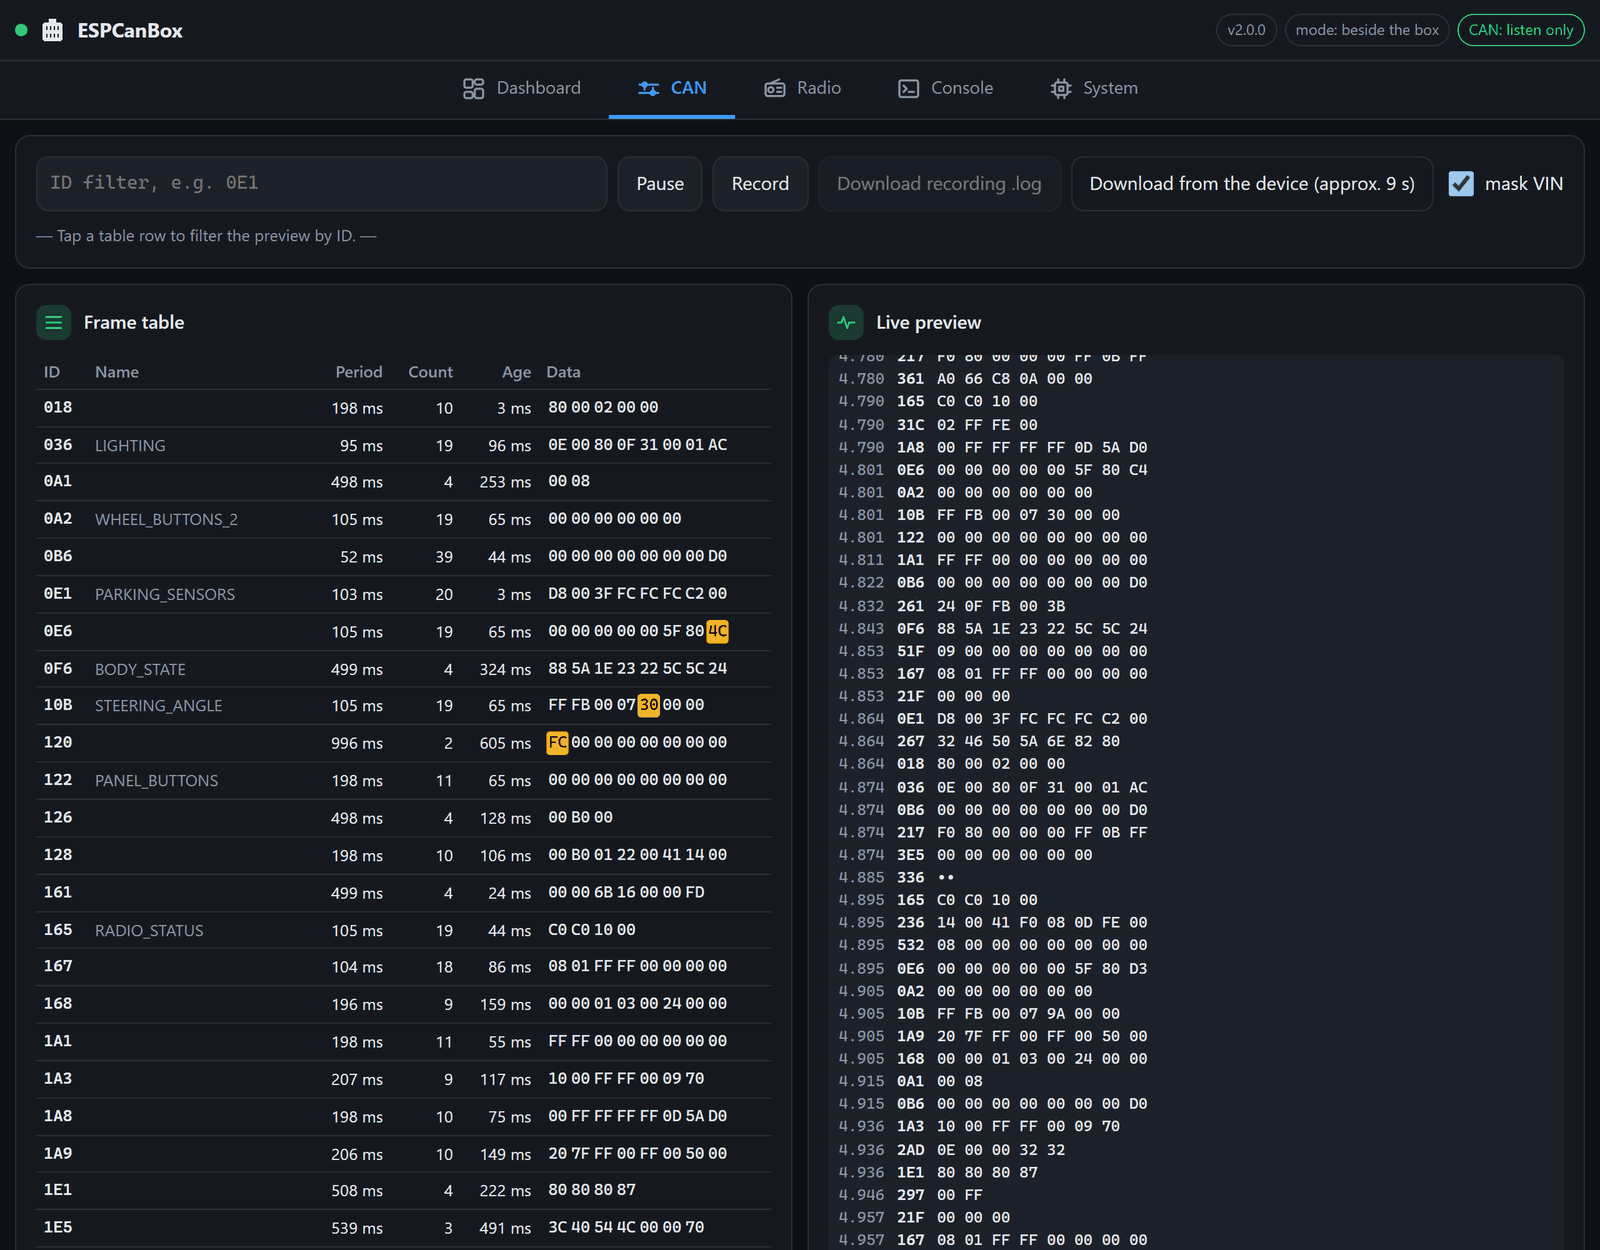 ESPCanBox
v2.0.0
mode: beside the box
CAN: listen only
Dashboard
CAN
Radio
Console
System
ID filter, e.g. 0E1
Pause
Record
Download recording .log
Download from the device (approx. 9 s)
mask VIN
— Tap a table row to filter the preview by ID. —
Frame table
ID Name Period Count Age Data
018 198 ms 10 3 ms 80 00 02 00 00
036 LIGHTING 95 ms 19 96 ms 0E 00 80 0F 31 00 01 AC
0A1 498 ms 4 253 ms 00 08
0A2 WHEEL_BUTTONS_2 105 ms 19 65 ms 00 00 00 00 00 00
0B6 52 ms 39 44 ms 00 00 00 00 00 00 00 D0
0E1 PARKING_SENSORS 103 ms 20 3 ms D8 00 3F FC FC FC C2 00
0E6 105 ms 19 65 ms 00 00 00 00 00 5F 80 4C
0F6 BODY_STATE 499 ms 4 324 ms 88 5A 1E 23 22 5C 5C 24
10B STEERING_ANGLE 105 ms 19 65 ms FF FB 00 07 30 00 00
120 996 ms 2 605 ms FC 00 00 00 00 00 00 00
122 PANEL_BUTTONS 198 ms 11 65 ms 00 00 00 00 00 00 00 00
126 498 ms 4 128 ms 00 B0 00
128 198 ms 10 106 ms 00 B0 01 22 00 41 14 00
161 499 ms 4 24 ms 00 00 6B 16 00 00 FD
165 RADIO_STATUS 105 ms 19 44 ms C0 C0 10 00
167 104 ms 18 86 ms 08 01 FF FF 00 00 00 00
168 196 ms 9 159 ms 00 00 01 03 00 24 00 00
1A1 198 ms 11 55 ms FF FF 00 00 00 00 00 00
1A3 207 ms 9 117 ms 10 00 FF FF 00 09 70
1A8 198 ms 10 75 ms 00 FF FF FF FF 0D 5A D0
1A9 206 ms 10 149 ms 20 7F FF 00 FF 00 50 00
1E1 508 ms 4 222 ms 80 80 80 87
1E5 539 ms 3 491 ms 3C 40 54 4C 00 00 70
Live preview
4.780 217 F0 80 00 00 00 FF 0B FF
4.780 361 A0 66 C8 0A 00 00
4.790 165 C0 C0 10 00
4.790 31C 02 FF FE 00
4.790 1A8 00 FF FF FF FF 0D 5A D0
4.801 0E6 00 00 00 00 00 5F 80 C4
4.801 0A2 00 00 00 00 00 00
4.801 10B FF FB 00 07 30 00 00
4.801 122 00 00 00 00 00 00 00 00
4.811 1A1 FF FF 00 00 00 00 00 00
4.822 0B6 00 00 00 00 00 00 00 D0
4.832 261 24 0F FB 00 3B
4.843 0F6 88 5A 1E 23 22 5C 5C 24
4.853 51F 09 00 00 00 00 00 00 00
4.853 167 08 01 FF FF 00 00 00 00
4.853 21F 00 00 00
4.864 0E1 D8 00 3F FC FC FC C2 00
4.864 267 32 46 50 5A 6E 82 80
4.864 018 80 00 02 00 00
4.874 036 0E 00 80 0F 31 00 01 AC
4.874 0B6 00 00 00 00 00 00 00 D0
4.874 217 F0 80 00 00 00 FF 0B FF
4.874 3E5 00 00 00 00 00 00
4.885 336 ••
4.895 165 C0 C0 10 00
4.895 236 14 00 41 F0 08 0D FE 00
4.895 532 08 00 00 00 00 00 00 00
4.895 0E6 00 00 00 00 00 5F 80 D3
4.905 0A2 00 00 00 00 00 00
4.905 10B FF FB 00 07 9A 00 00
4.905 1A9 20 7F FF 00 FF 00 50 00
4.905 168 00 00 01 03 00 24 00 00
4.915 0A1 00 08
4.915 0B6 00 00 00 00 00 00 00 D0
4.936 1A3 10 00 FF FF 00 09 70
4.936 2AD 0E 00 00 32 32
4.936 1E1 80 80 80 87
4.946 297 00 FF
4.957 21F 00 00 00
4.957 167 08 01 FF FF 00 00 00 00